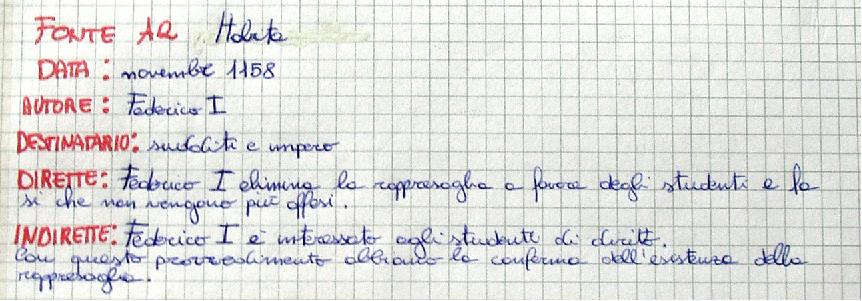 FONTE A2 Habita
DATA: novembre 1158
AUTORE: Federico I
DESTINATARIO: sudditi e impero
DIRETTE: Federico I elimina la rappresaglia a favore degli studenti e fa
sì che non vengono più offesi.
INDIRETTE: Federico I è interessato agli studenti di diritto.
Con questo provvedimento abbiamo la conferma dell'esistenza della
rappresaglia.